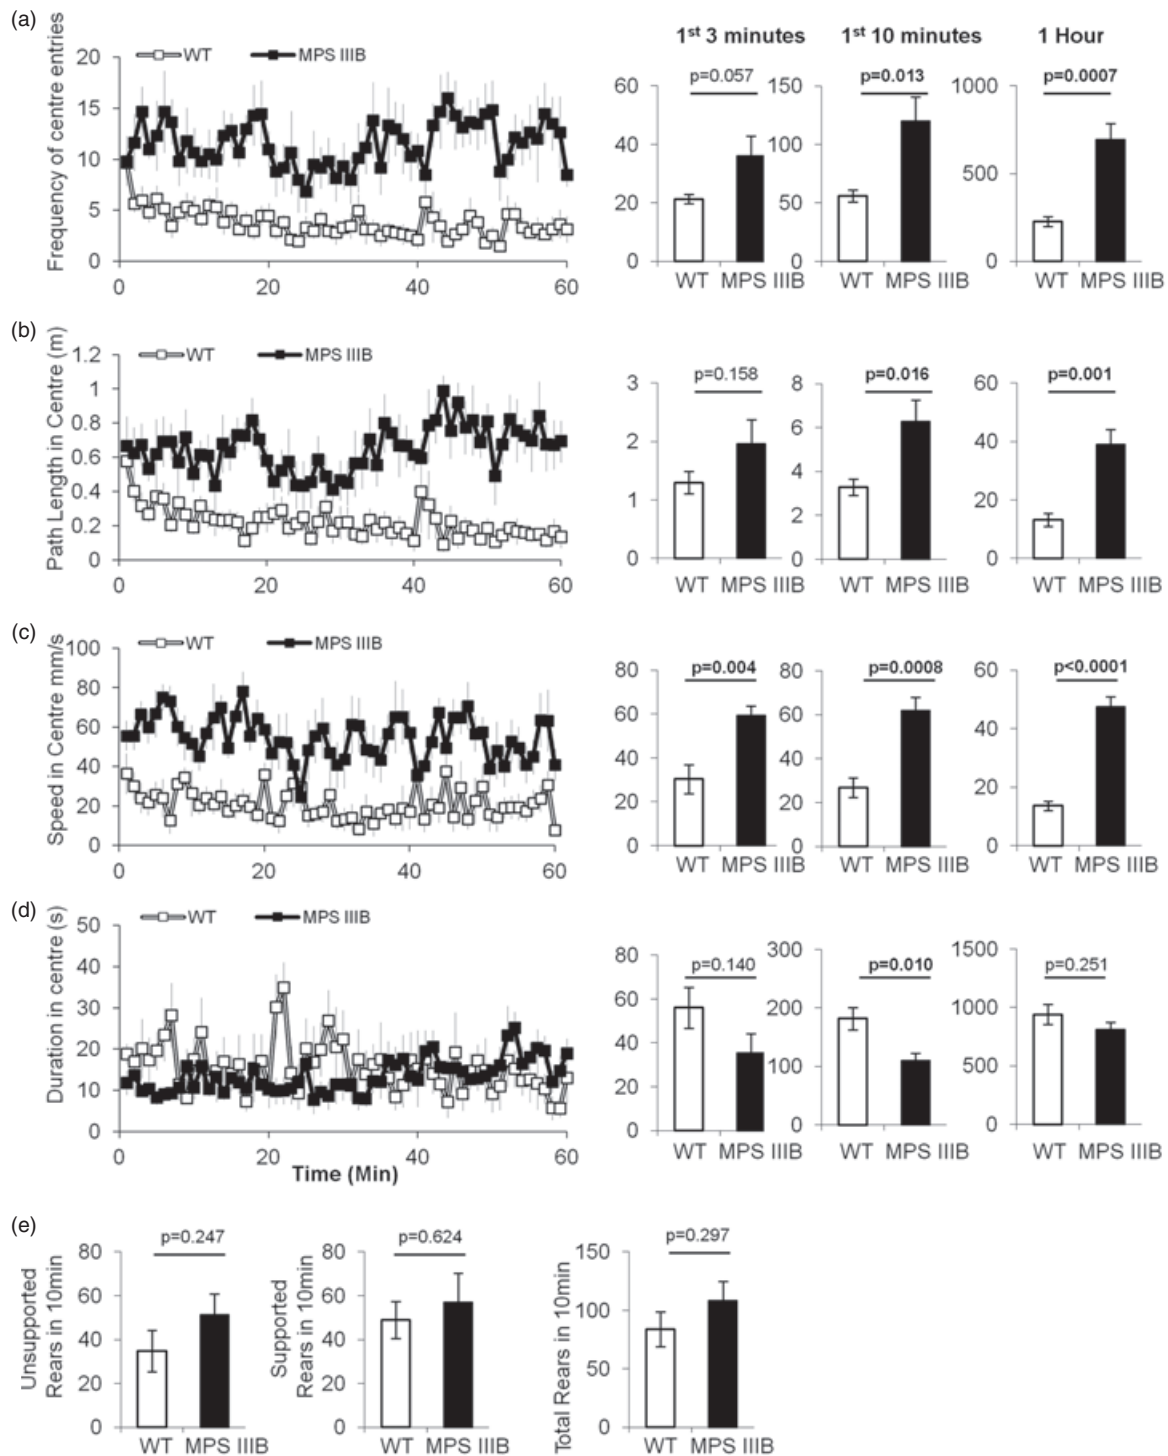 (a)
Frequency of centre entries
WT
MPS IIIB
20
15
10
5
0
0
20
40
60
1st 3 minutes
p=0.057
60
40
20
0
WT MPS IIIB
1st 10 minutes
p=0.013
150
100
50
0
WT MPS IIIB
1 Hour
p=0.0007
1000
500
0
WT MPS IIIB
(b)
Path Length in Centre (m)
WT
MPS IIIB
1.2
1
0.8
0.6
0.4
0.2
0
0
20
40
60
p=0.158
3
2
1
0
WT MPS IIIB
p=0.016
8
6
4
2
0
WT MPS IIIB
p=0.001
60
40
20
0
WT MPS IIIB
(c)
Speed in Centre mm/s
WT
MPS IIIB
100
80
60
40
20
0
0
20
40
60
p=0.004
80
60
40
20
0
WT MPS IIIB
p=0.0008
80
60
40
20
0
WT MPS IIIB
p<0.0001
60
40
20
0
WT MPS IIIB
(d)
Duration in centre (s)
WT
MPS IIIB
50
40
30
20
10
0
0
20
40
60
Time (Min)
p=0.140
80
60
40
20
0
WT MPS IIIB
p=0.010
300
200
100
0
WT MPS IIIB
p=0.251
1500
1000
500
0
WT MPS IIIB
(e)
Unsupported
Rears in 10min
p=0.247
80
60
40
20
0
WT MPS IIIB
Supported
Rears in 10min
p=0.624
80
60
40
20
0
WT MPS IIIB
Total Rears in 10min
p=0.297
150
100
50
0
WT MPS IIIB